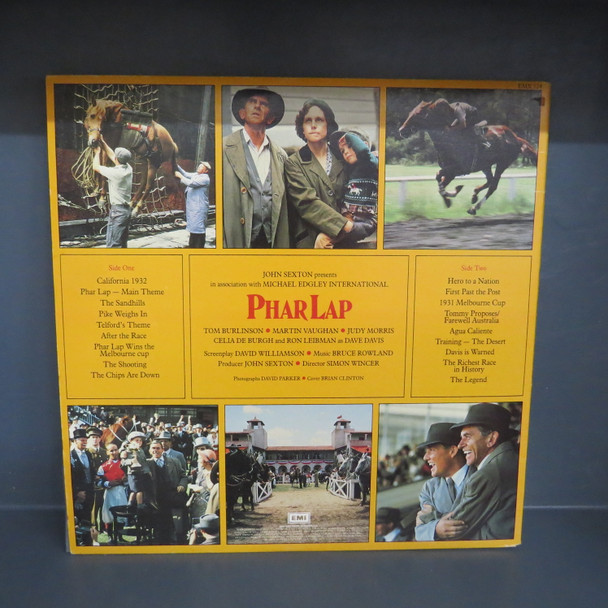 Side One
California 1932
Phar Lap — Main Theme
The Sandhills
Pike Weighs In
Telford's Theme
After the Race
Phar Lap Wins the
Melbourne cup
The Shooting
The Chips Are Down
JOHN SEXTON presents
in association with MICHAEL EDGLEY INTERNATIONAL
PHAR LAP
TOM BURLINSON • MARTIN VAUGHAN • JUDY MORRIS
CELIA DE BURGH and RON LEIBMAN as DAVE DAVIS
Screenplay DAVID WILLIAMSON • Music BRUCE ROWLAND
Producer JOHN SEXTON • Director SIMON WINCER
Photographs DAVID PARKER • Cover BRIAN CLINTON
Side Two
Hero to a Nation
First Past the Post
1931 Melbourne Cup
Tommy Proposes/
Farewell Australia
Agua Caliente
Training — The Desert
Davis is Warned
The Richest Race
in History
The Legend
EMI